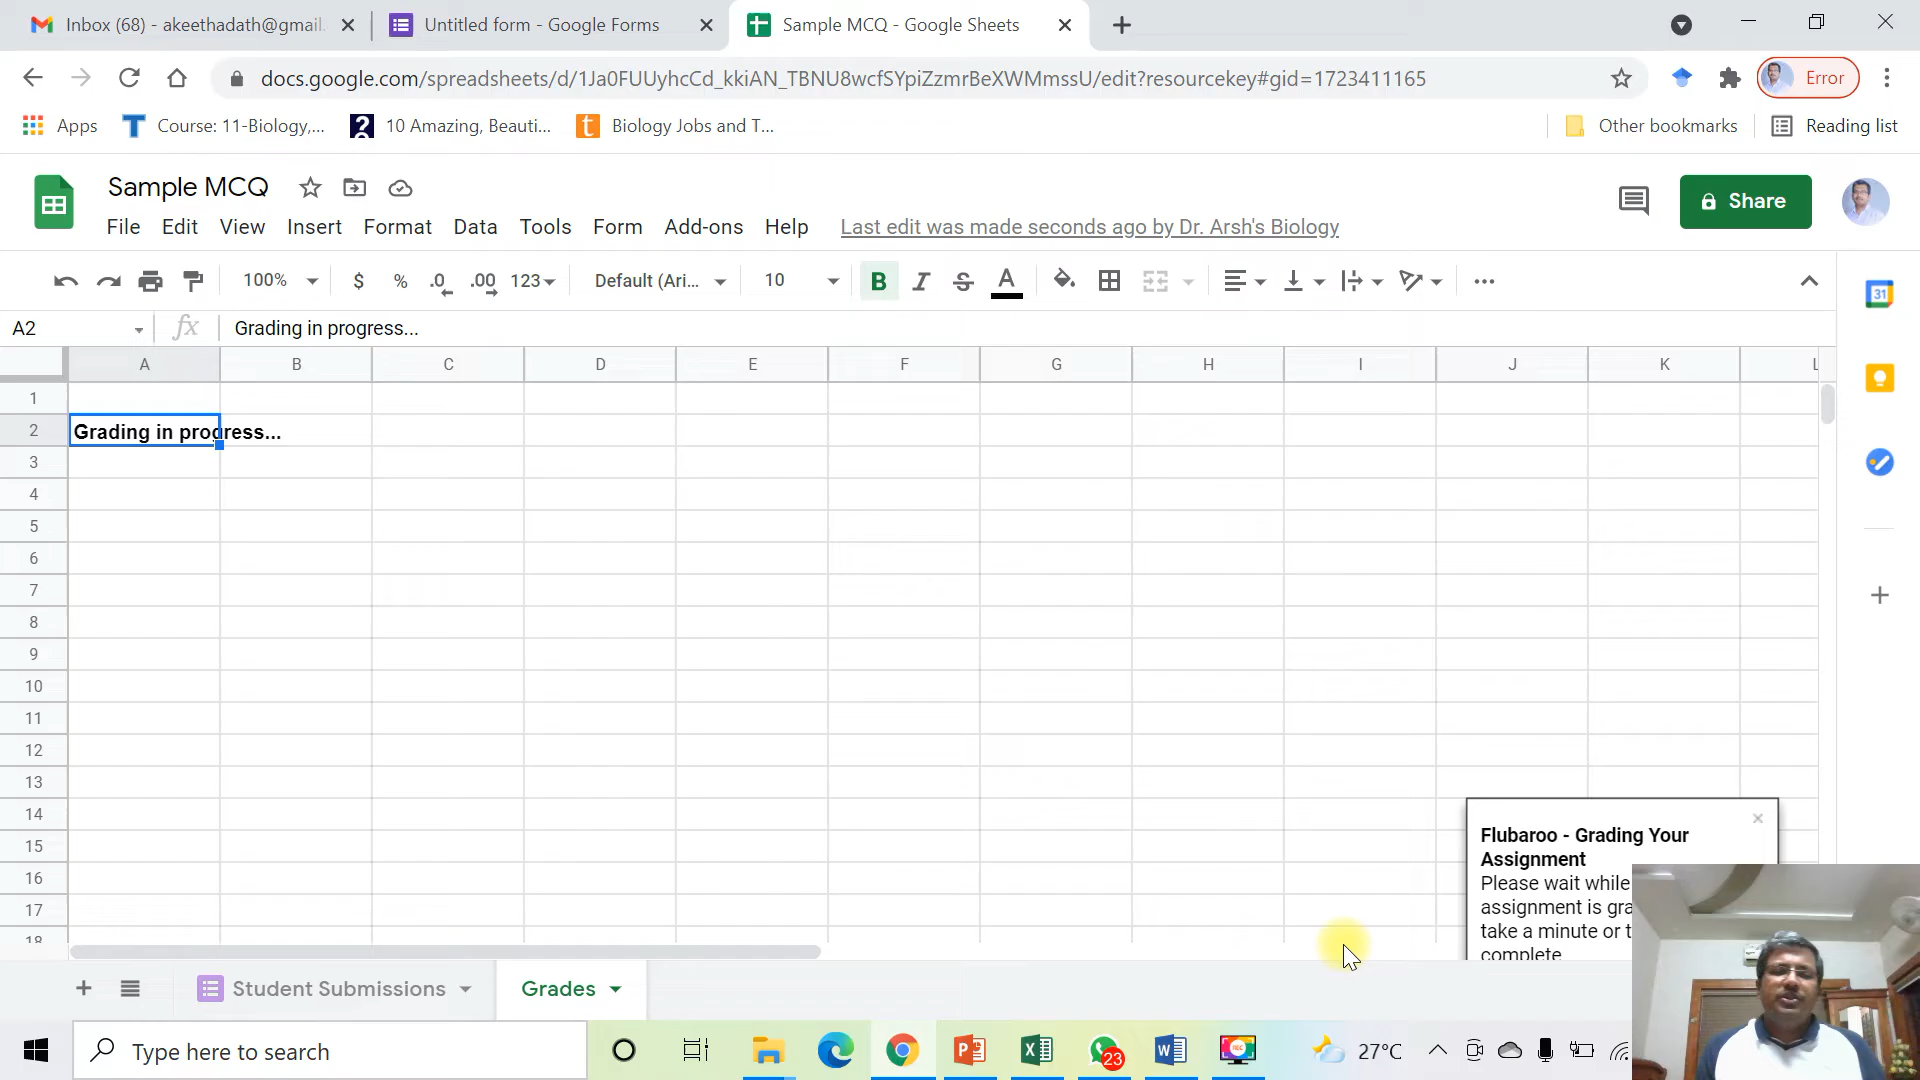 Inbox (68) - akeethadath@gmail.
Untitled form - Google Forms
Sample MCQ - Google Sheets
docs.google.com/spreadsheets/d/1Ja0FUUyhcCd_kkiAN_TBNU8wcfSYpiZzmrBeXWMmssU/edit?resourcekey#gid=1723411165
Error
Apps
Course: 11-Biology,...
10 Amazing, Beauti...
Biology Jobs and T...
Other bookmarks
Reading list
Sample MCQ
Share
File Edit View Insert Format Data Tools Form Add-ons Help
Last edit was made seconds ago by Dr. Arsh's Biology
100% $ % .0 .00 123 Default (Ari... 10 B I S A
31
A2 fx Grading in progress...
A B C D E F G H I J K L
1
2 Grading in progress...
3
4
5
6
7
8
9
10
11
12
13
14
15
16
17
18
Flubaroo - Grading Your
Assignment
Please wait while
assignment is gra
take a minute or t
complete
Student Submissions
Grades
Type here to search
23
27°C